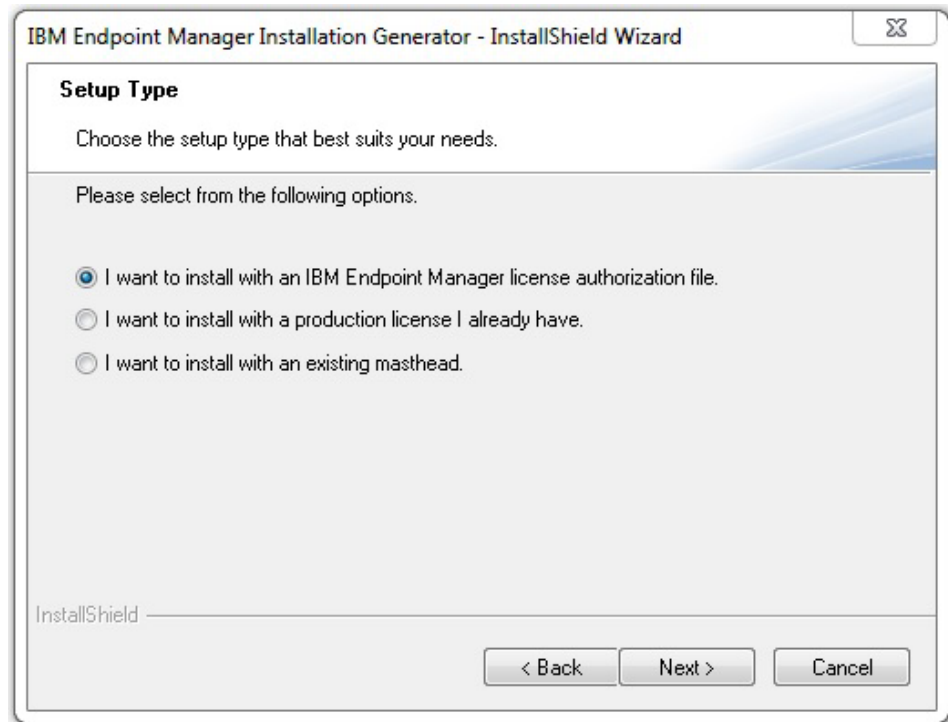 IBM Endpoint Manager Installation Generator - InstallShield Wizard
Setup Type
Choose the setup type that best suits your needs.
Please select from the following options.
I want to install with an IBM Endpoint Manager license authorization file.
I want to install with a production license I already have.
I want to install with an existing masthead.
InstallShield
< Back
Next >
Cancel